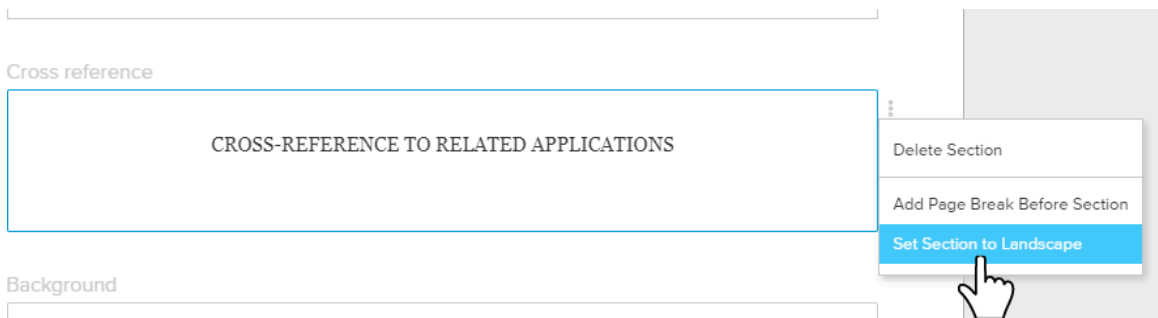 Cross reference
CROSS-REFERENCE TO RELATED APPLICATIONS
Delete Section
Add Page Break Before Section
Set Section to Landscape
Background